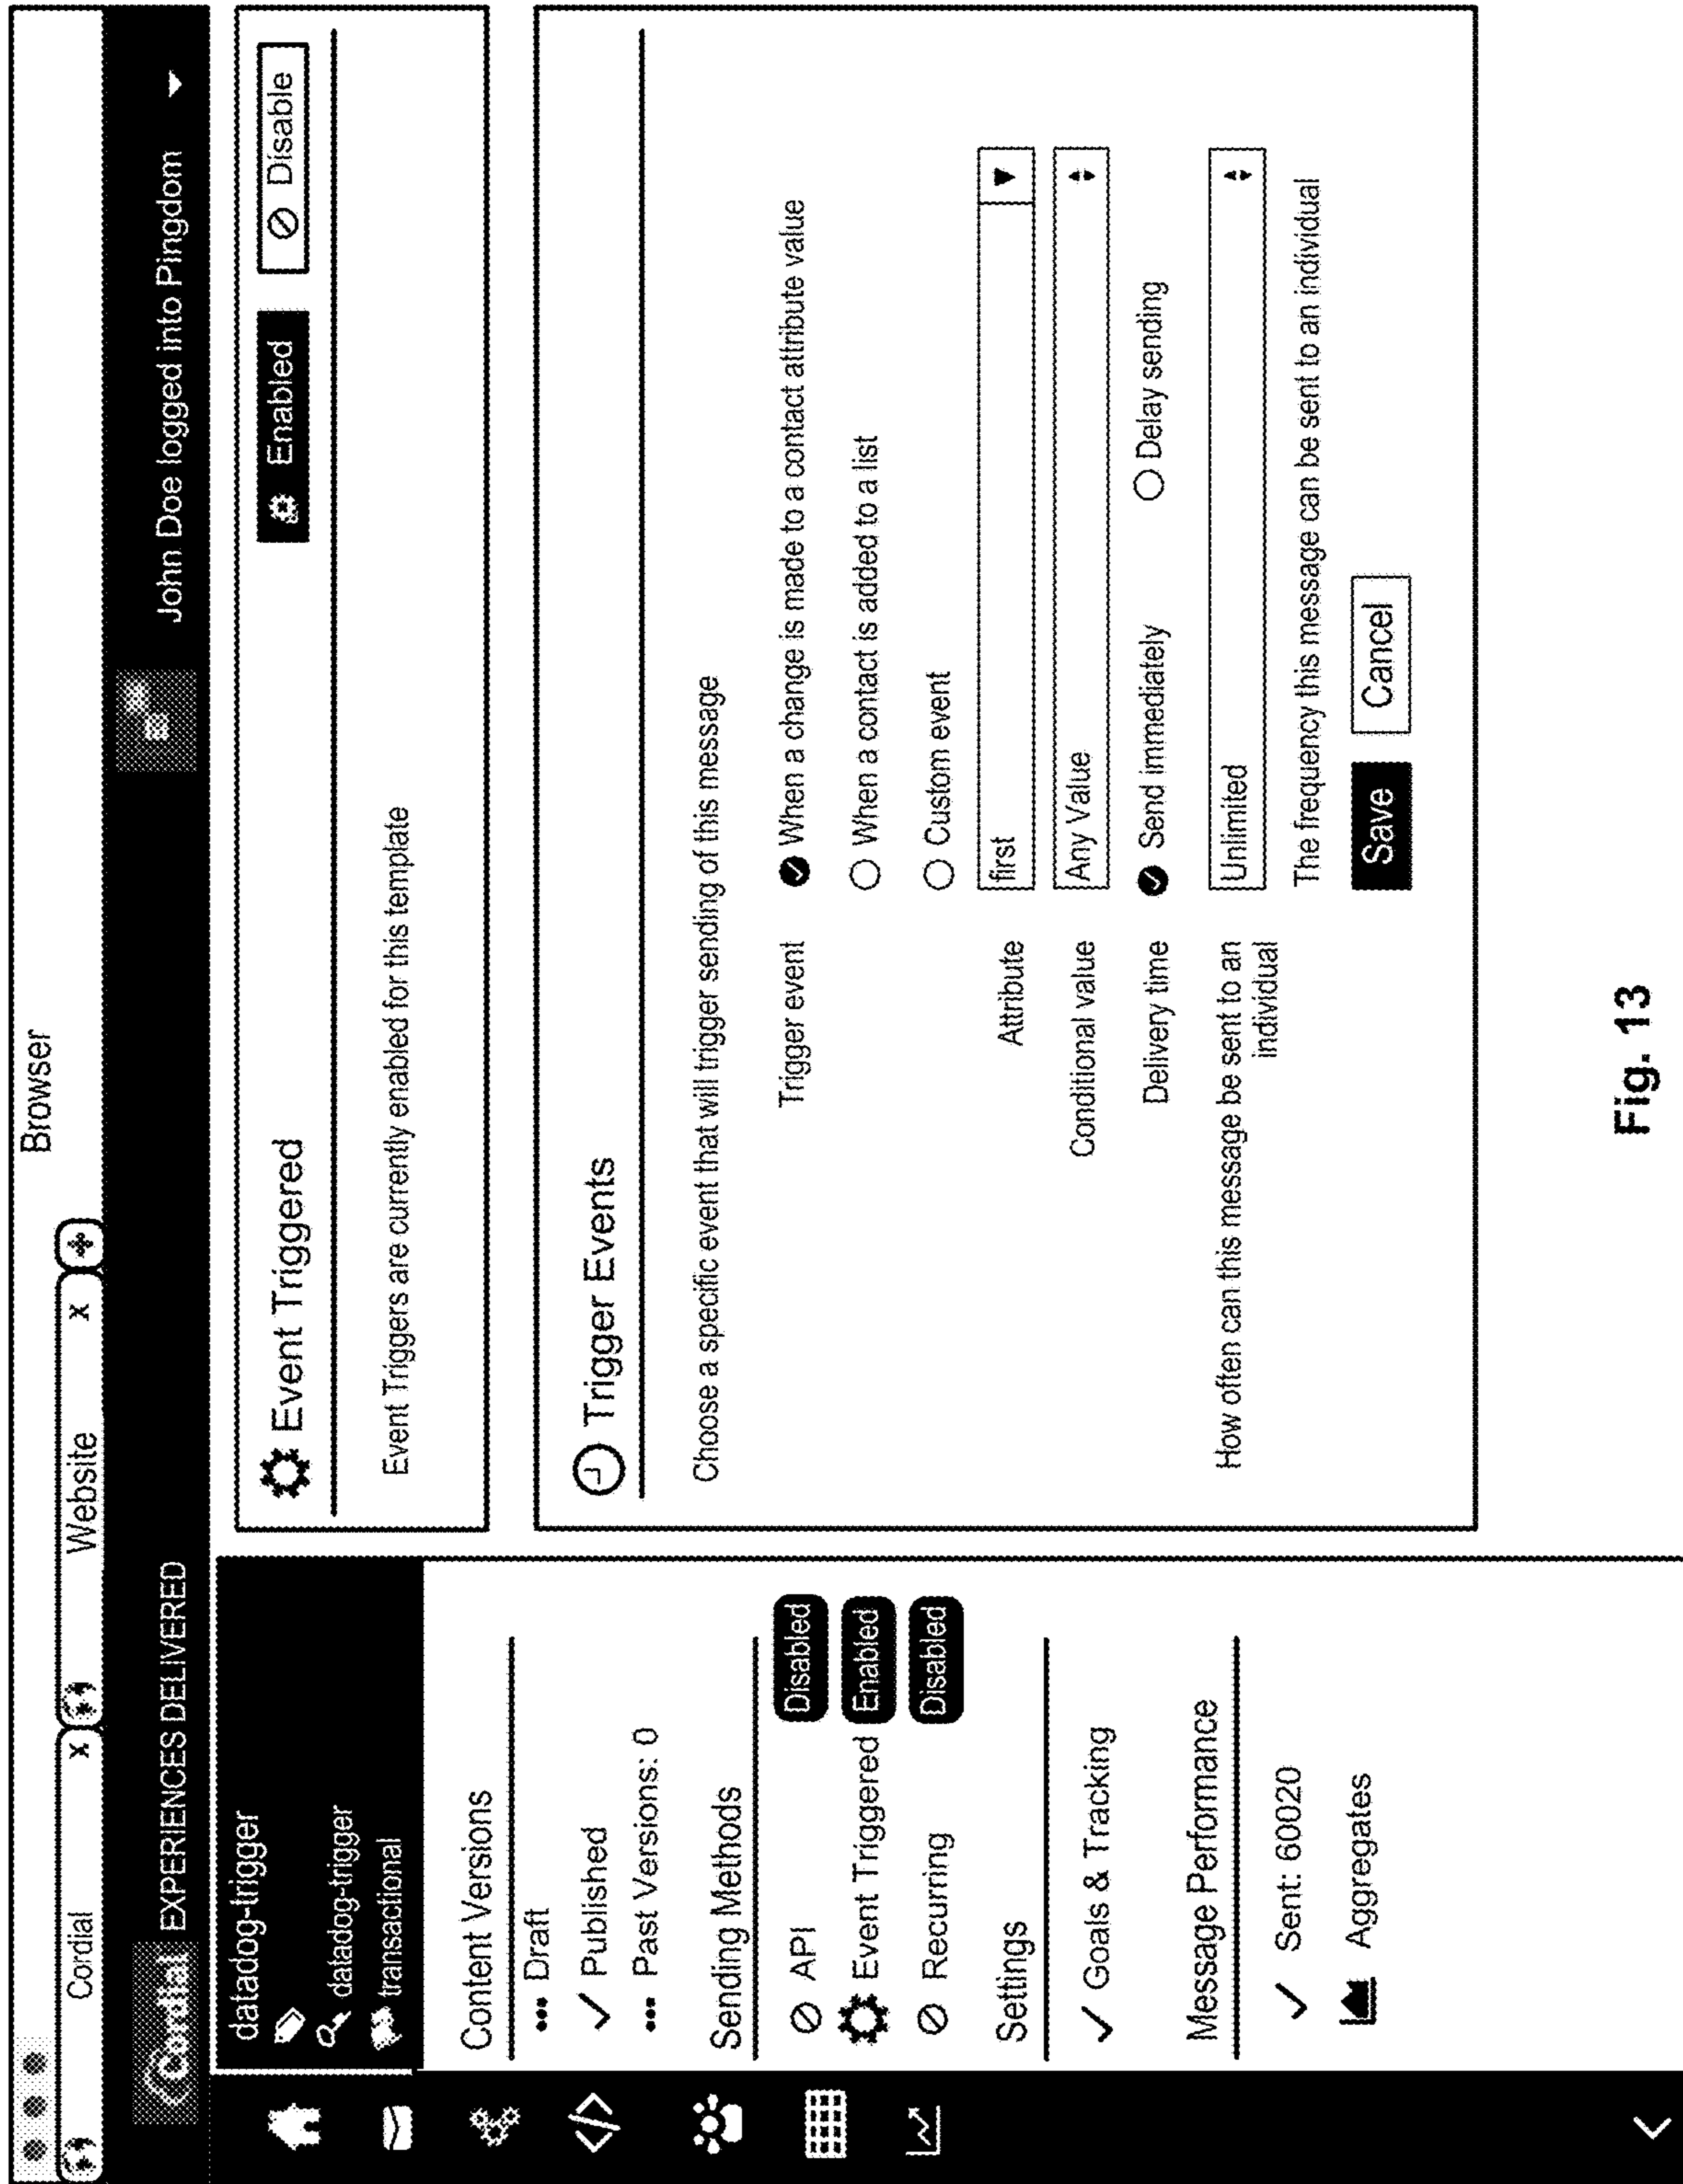 Browser
Cordial x
Website x
Cordial EXPERIENCES DELIVERED
John Doe logged into Pingdom
datadog-trigger
datadog-trigger
transactional
Content Versions
Draft
Published
Past Versions: 0
Sending Methods
API Disabled
Event Triggered Enabled
Recurring Disabled
Settings
Goals & Tracking
Message Performance
Sent: 60020
Aggregates
Event Triggered
Enabled
Disable
Event Triggers are currently enabled for this template
Trigger Events
Choose a specific event that will trigger sending of this message
Trigger event
When a change is made to a contact attribute value
When a contact is added to a list
Custom event
Attribute
first
Conditional value
Any Value
Delivery time
Send immediately
Delay sending
How often can this message be sent to an
individual
Unlimited
The frequency this message can be sent to an individual
Save
Cancel
Fig. 13